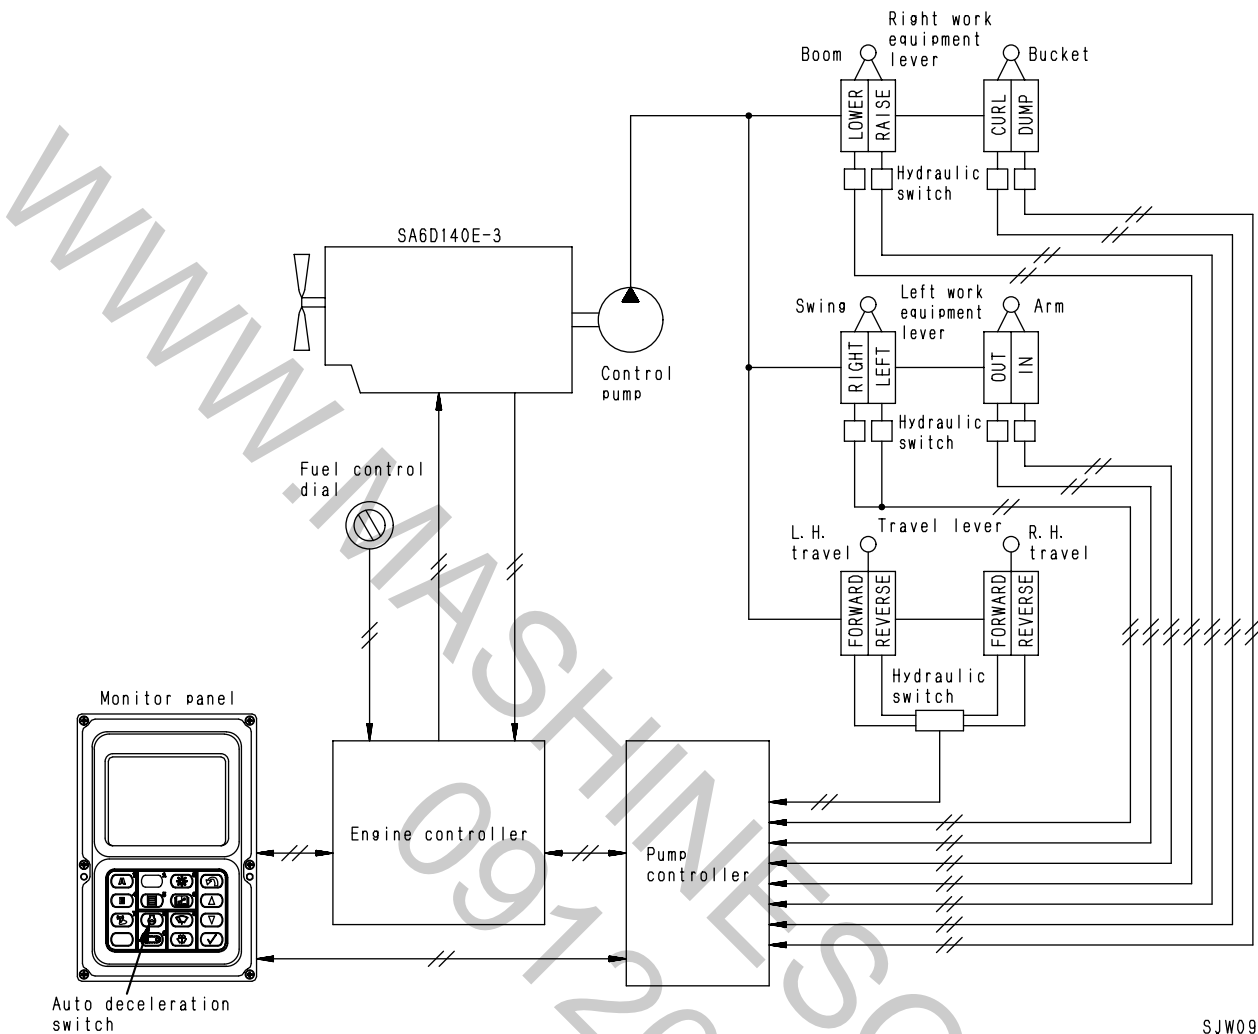 Right work
equipment
lever
Boom
Bucket
LOWER
RAISE
CURL
DUMP
Hydraulic
switch
SA6D140E-3
Control
pump
Swing
Left work
equipment
lever
Arm
RIGHT
LEFT
OUT
IN
Hydraulic
switch
Fuel control
dial
Travel lever
L.H.
travel
R.H.
travel
FORWARD
REVERSE
FORWARD
REVERSE
Hydraulic
switch
Monitor panel
Engine controller
Pump
controller
Auto deceleration
switch
SJW09
WWW.MASHINESO
09126